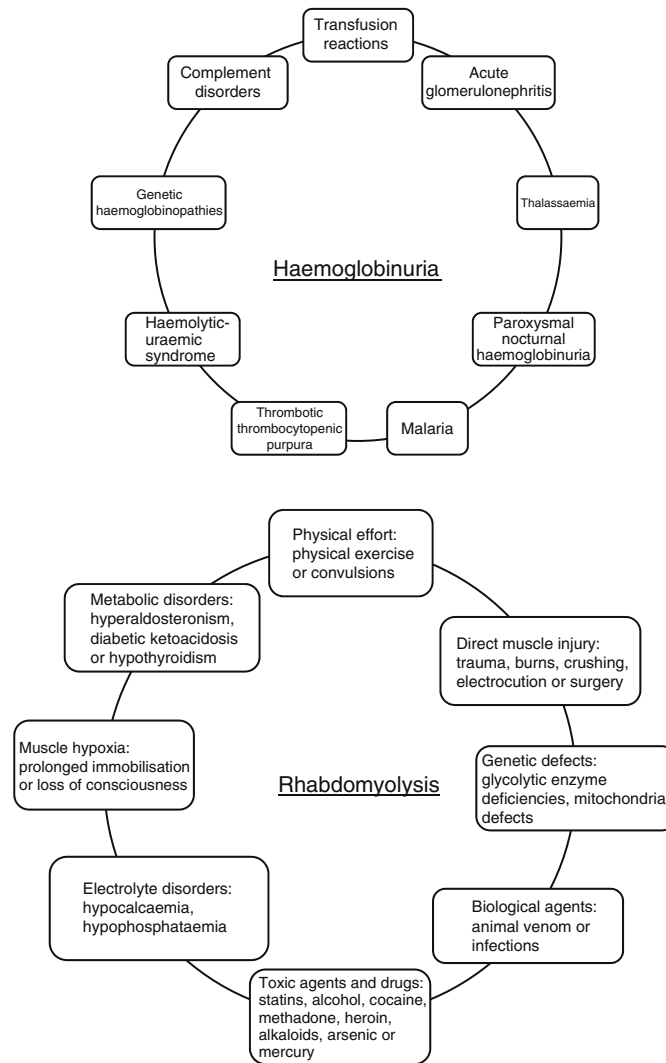 Transfusion
reactions
Complement
disorders
Acute
glomerulonephritis
Genetic
haemoglobinopathies
Thalassaemia
Haemoglobinuria
Haemolytic-
uraemic
syndrome
Paroxysmal
nocturnal
haemoglobinuria
Thrombotic
thrombocytopenic
purpura
Malaria
Physical effort:
physical exercise
or convulsions
Metabolic disorders:
hyperaldosteronism,
diabetic ketoacidosis
or hypothyroidism
Direct muscle injury:
trauma, burns, crushing,
electrocution or surgery
Muscle hypoxia:
prolonged immobilisation
or loss of consciousness
Rhabdomyolysis
Genetic defects:
glycolytic enzyme
deficiencies, mitochondria
defects
Electrolyte disorders:
hypocalcaemia,
hypophosphataemia
Biological agents:
animal venom or
infections
Toxic agents and drugs:
statins, alcohol, cocaine,
methadone, heroin,
alkaloids, arsenic or
mercury